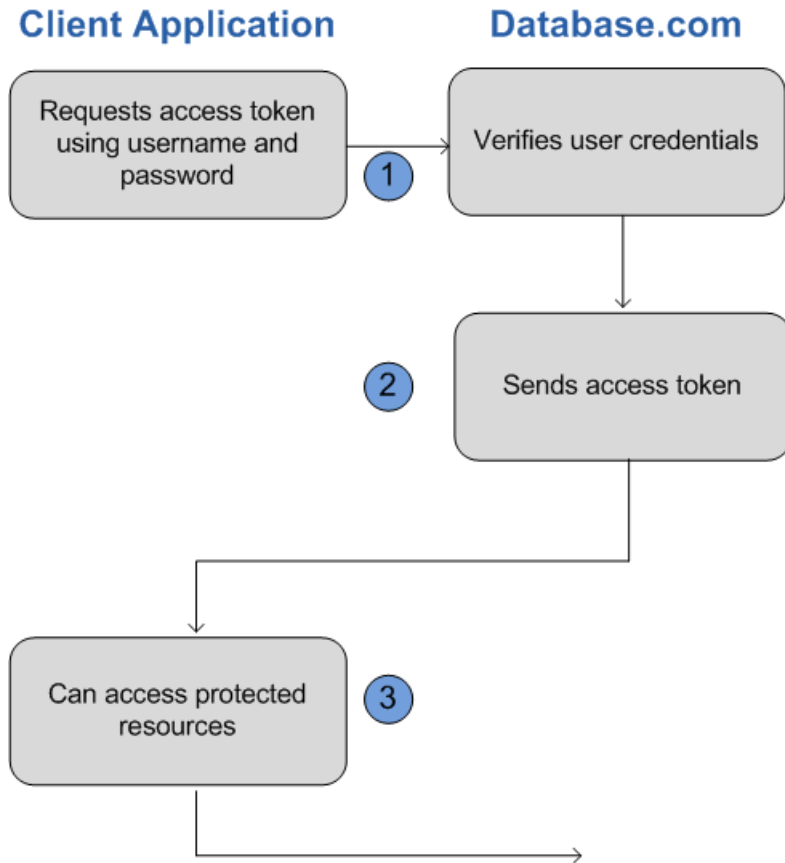 Client Application
Database.com
Requests access token
using username and
password
1
Verifies user credentials
2
Sends access token
Can access protected
resources
3